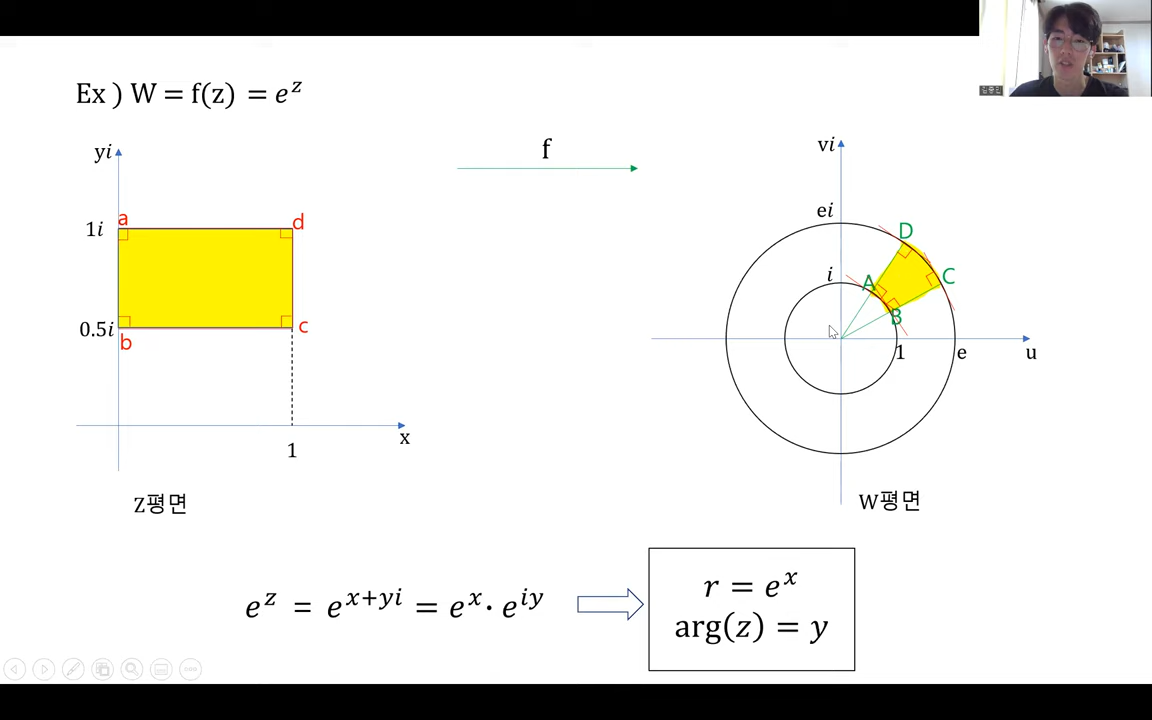 Ex ) W = f(z) = e^z
yi
f
vi
a
d
1i
ei
D
i
A
C
0.5i
c
B
b
1
e
u
x
1
Z평면
W평면
e^z = e^{x+yi} = e^x · e^{iy}
r = e^x
arg(z) = y